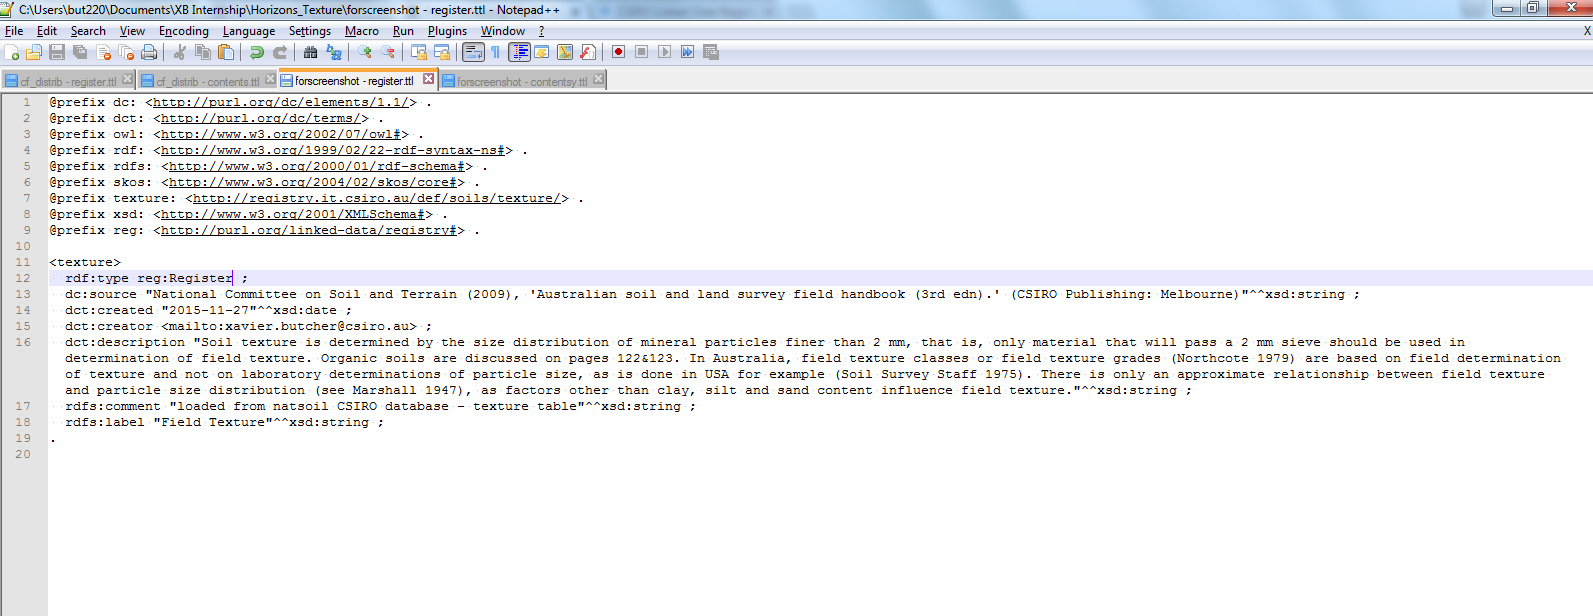 C:\Users\but220\Documents\XB Internship\Horizons_Texture\forscreenshot - register.ttl - Notepad++
File Edit Search View Encoding Language Settings Macro Run Plugins Window ? X
cf_distrib - register.ttl cf_distrib - contents.ttl forscreenshot - register.ttl forscreenshot - contentsy.ttl
1 @prefix dc: <http://purl.org/dc/elements/1.1/> .
2 @prefix dct: <http://purl.org/dc/terms/> .
3 @prefix owl: <http://www.w3.org/2002/07/owl#> .
4 @prefix rdf: <http://www.w3.org/1999/02/22-rdf-syntax-ns#> .
5 @prefix rdfs: <http://www.w3.org/2000/01/rdf-schema#> .
6 @prefix skos: <http://www.w3.org/2004/02/skos/core#> .
7 @prefix texture: <http://registry.it.csiro.au/def/soils/texture/> .
8 @prefix xsd: <http://www.w3.org/2001/XMLSchema#> .
9 @prefix reg: <http://purl.org/linked-data/registry#> .
10
11 <texture>
12 rdf:type reg:Register ;
13 dc:source "National Committee on Soil and Terrain (2009), 'Australian soil and land survey field handbook (3rd edn).' (CSIRO Publishing: Melbourne)"^^xsd:string ;
14 dct:created "2015-11-27"^^xsd:date ;
15 dct:creator <mailto:xavier.butcher@csiro.au> ;
16 dct:description "Soil texture is determined by the size distribution of mineral particles finer than 2 mm, that is, only material that will pass a 2 mm sieve should be used in
determination of field texture. Organic soils are discussed on pages 122&123. In Australia, field texture classes or field texture grades (Northcote 1979) are based on field determination
of texture and not on laboratory determinations of particle size, as is done in USA for example (Soil Survey Staff 1975). There is only an approximate relationship between field texture
and particle size distribution (see Marshall 1947), as factors other than clay, silt and sand content influence field texture."^^xsd:string ;
17 rdfs:comment "loaded from natsoil CSIRO database - texture table"^^xsd:string ;
18 rdfs:label "Field Texture"^^xsd:string ;
19 .
20